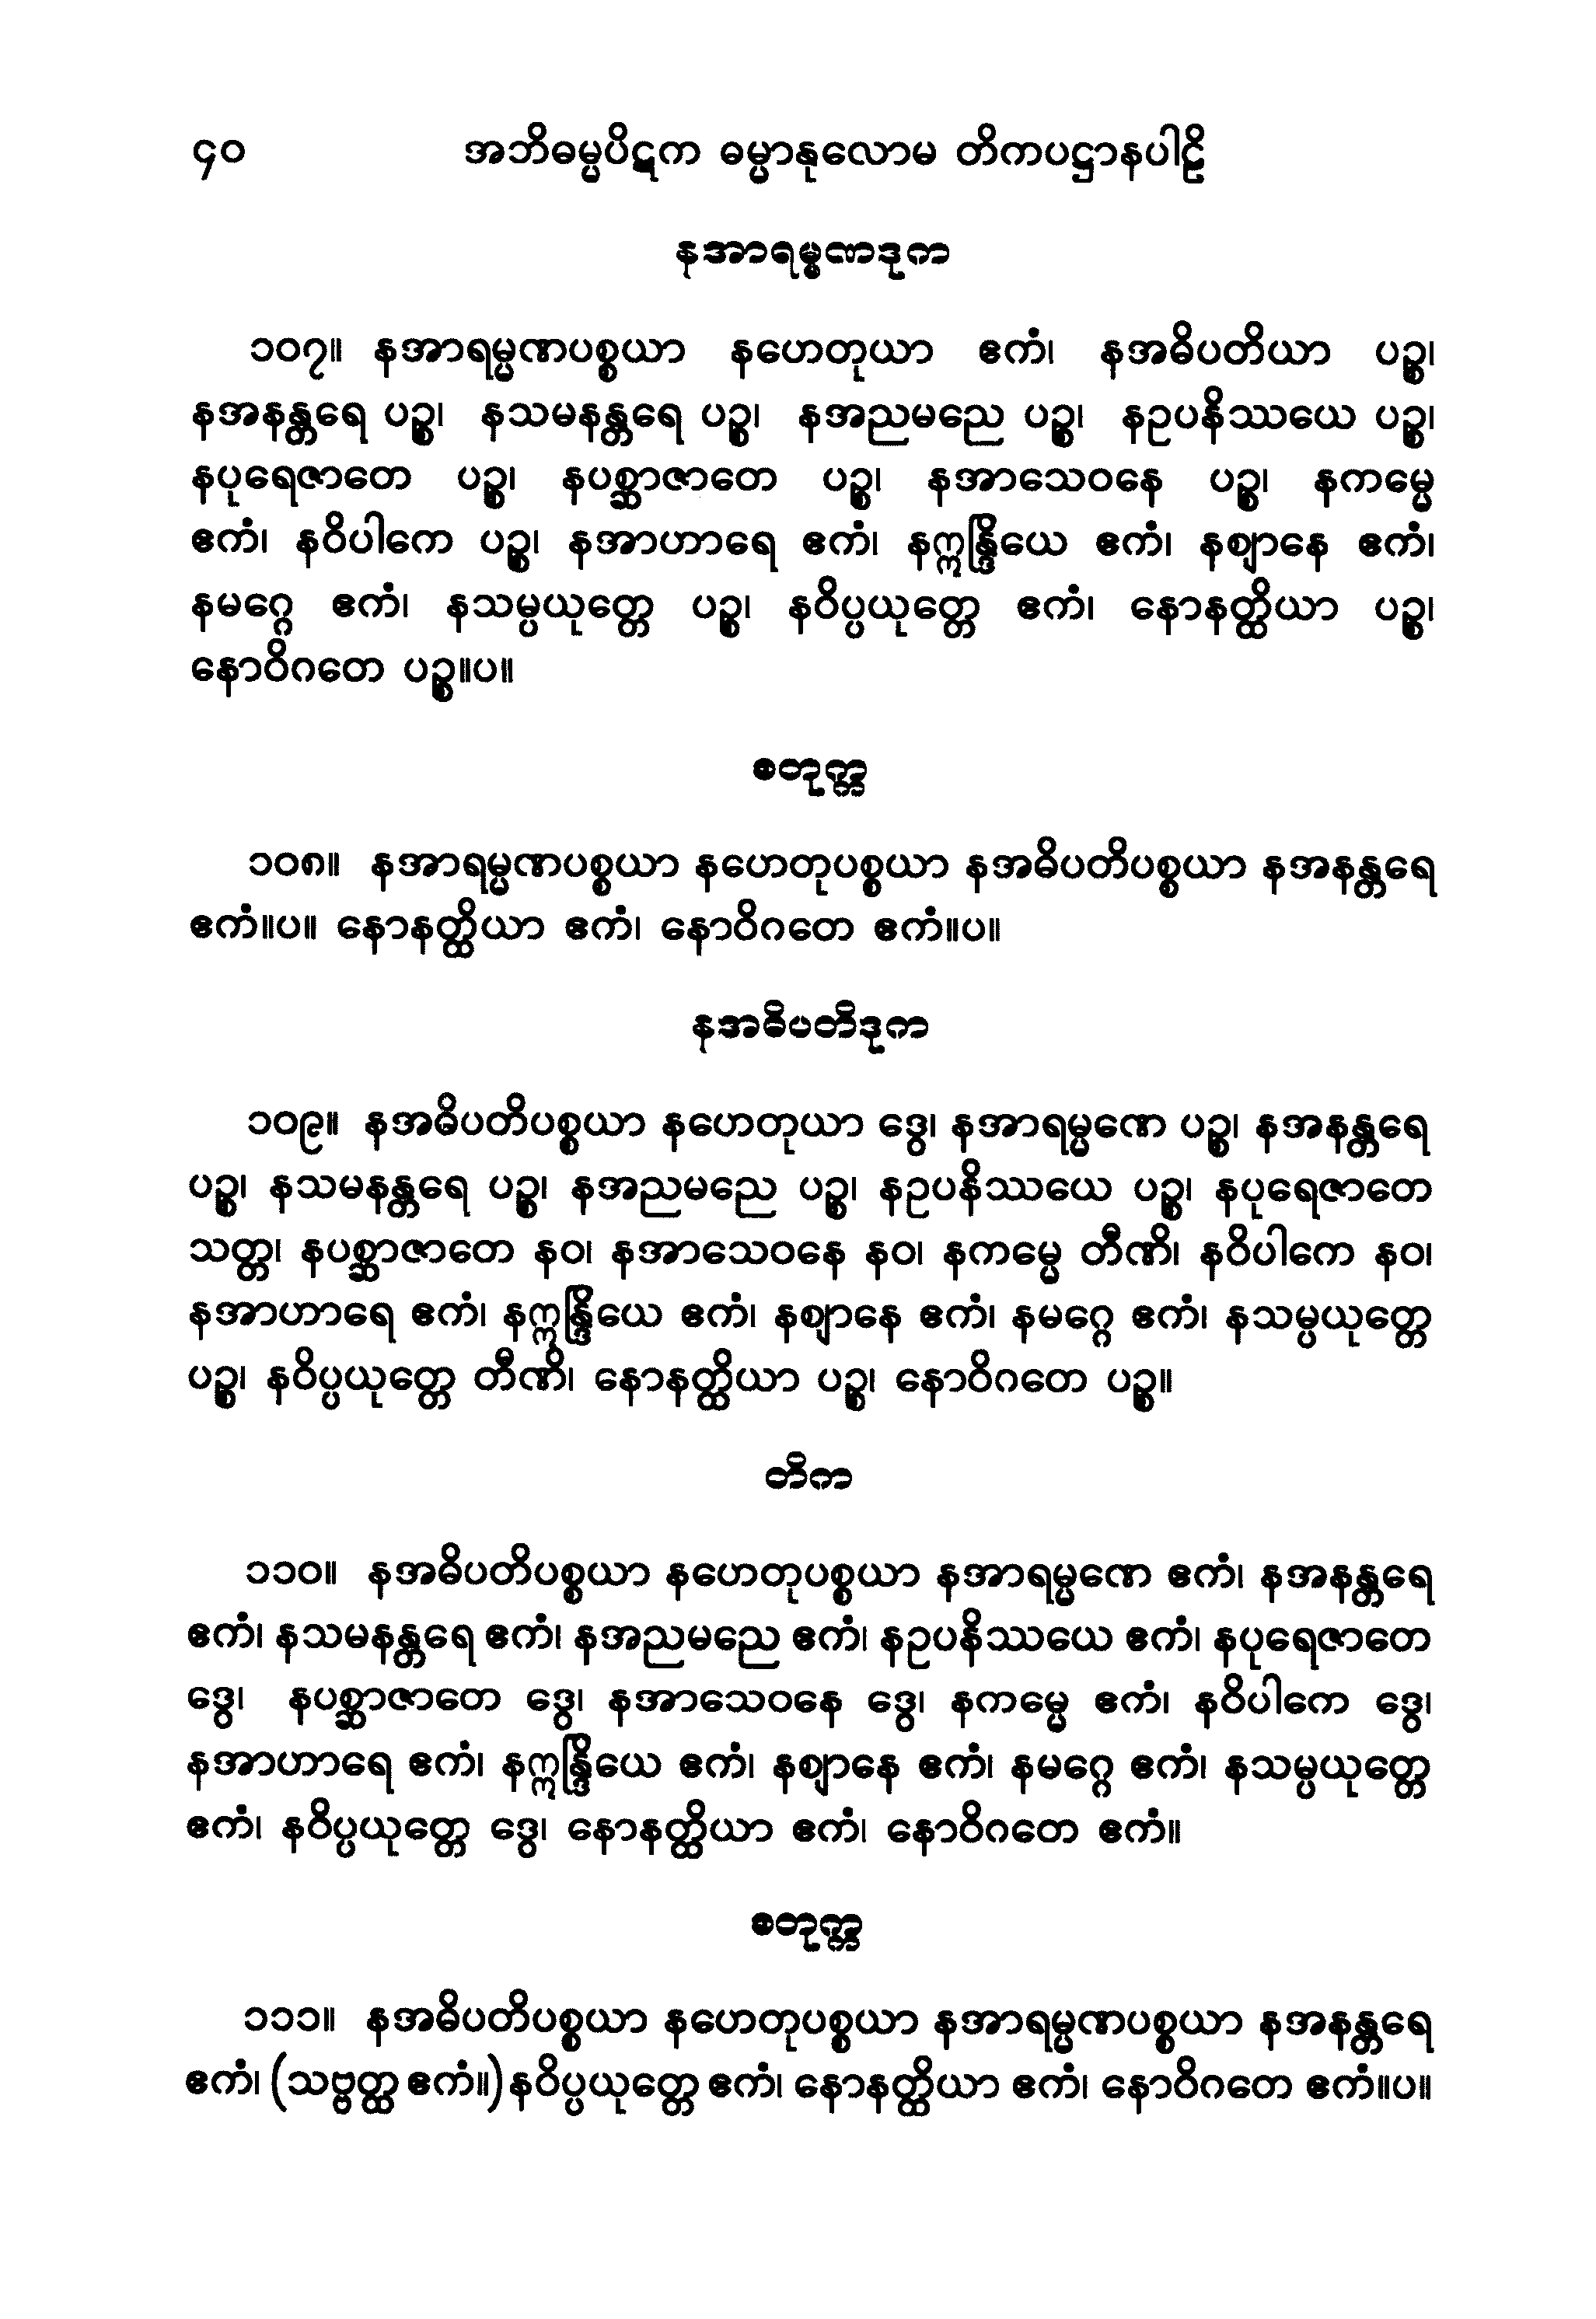 ၄၀ အဘိဓမ္မပိဋက ဓမ္မာနုလောမ တိကပဋ္ဌာနပါဠိ
နအာရမ္မဏဒုက
၁၀၇။ နအာရမ္မဏပစ္စယာ နဟေတုယာ ဧကံ၊ နအဓိပတိယာ ပဉ္စ၊
နအနန္တရေ ပဉ္စ၊ နသမနန္တရေ ပဉ္စ၊ နအညမညေ ပဉ္စ၊ နဥပနိဿယေ ပဉ္စ၊
နပုရေဇာတေ ပဉ္စ၊ နပစ္ဆာဇာတေ ပဉ္စ၊ နအာသေဝနေ ပဉ္စ၊ နကမ္မေ
ဧကံ၊ နဝိပါကေ ပဉ္စ၊ နအာဟာရေ ဧကံ၊ နဣန္ဒြိယေ ဧကံ၊ နဈာနေ ဧကံ၊
နမဂ္ဂေ ဧကံ၊ နသမ္ပယုတ္တေ ပဉ္စ၊ နဝိပ္ပယုတ္တေ ဧကံ၊ နောနတ္ထိယာ ပဉ္စ၊
နောဝိဂတေ ပဉ္စ။ပ။
စတုက္က
၁၀၈။ နအာရမ္မဏပစ္စယာ နဟေတုပစ္စယာ နအဓိပတိပစ္စယာ နအနန္တရေ
ဧကံ။ပ။ နောနတ္ထိယာ ဧကံ၊ နောဝိဂတေ ဧကံ။ပ။
နအဓိပတိဒုက
၁၀၉။ နအဓိပတိပစ္စယာ နဟေတုယာ ဒွေ၊ နအာရမ္မဏေ ပဉ္စ၊ နအနန္တရေ
ပဉ္စ၊ နသမနန္တရေ ပဉ္စ၊ နအညမညေ ပဉ္စ၊ နဥပနိဿယေ ပဉ္စ၊ နပုရေဇာတေ
သတ္တ၊ နပစ္ဆာဇာတေ နဝ၊ နအာသေဝနေ နဝ၊ နကမ္မေ တီဏိ၊ နဝိပါကေ နဝ၊
နအာဟာရေ ဧကံ၊ နဣန္ဒြိယေ ဧကံ၊ နဈာနေ ဧကံ၊ နမဂ္ဂေ ဧကံ၊ နသမ္ပယုတ္တေ
ပဉ္စ၊ နဝိပ္ပယုတ္တေ တီဏိ၊ နောနတ္ထိယာ ပဉ္စ၊ နောဝိဂတေ ပဉ္စ။
တိက
၁၁၀။ နအဓိပတိပစ္စယာ နဟေတုပစ္စယာ နအာရမ္မဏေ ဧကံ၊ နအနန္တရေ
ဧကံ၊ နသမနန္တရေ ဧကံ၊ နအညမညေ ဧကံ၊ နဥပနိဿယေ ဧကံ၊ နပုရေဇာတေ
ဒွေ၊ နပစ္ဆာဇာတေ ဒွေ၊ နအာသေဝနေ ဒွေ၊ နကမ္မေ ဧကံ၊ နဝိပါကေ ဒွေ၊
နအာဟာရေ ဧကံ၊ နဣန္ဒြိယေ ဧကံ၊ နဈာနေ ဧကံ၊ နမဂ္ဂေ ဧကံ၊ နသမ္ပယုတ္တေ
ဧကံ၊ နဝိပ္ပယုတ္တေ ဒွေ၊ နောနတ္ထိယာ ဧကံ၊ နောဝိဂတေ ဧကံ။
စတုက္က
၁၁၁။ နအဓိပတိပစ္စယာ နဟေတုပစ္စယာ နအာရမ္မဏပစ္စယာ နအနန္တရေ
ဧကံ၊ (သဗ္ဗတ္ထ ဧကံ။) နဝိပ္ပယုတ္တေ ဧကံ၊ နောနတ္ထိယာ ဧကံ၊ နောဝိဂတေ ဧကံ။ပ။